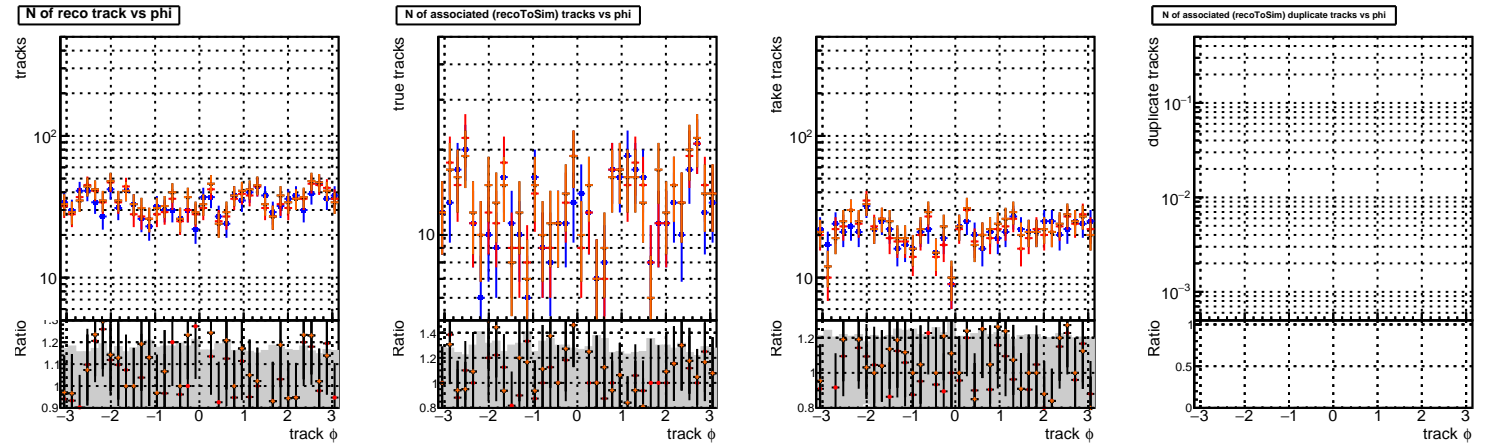 N of reco track vs phi
tracks
10²
10
Ratio
1.3
1.2
1.1
1
0.9
−3 −2 −1 0 1 2 3
track ϕ
N of associated (recoToSim) tracks vs phi
true tracks
10
Ratio
1.4
1.2
1
0.8
−3 −2 −1 0 1 2 3
track ϕ
fake tracks
10²
10
Ratio
1.2
1
0.8
−3 −2 −1 0 1 2 3
track ϕ
N of associated (recoToSim) duplicate tracks vs phi
duplicate tracks
10⁻¹
10⁻²
10⁻³
Ratio
1
0.5
0
−3 −2 −1 0 1 2 3
track ϕ